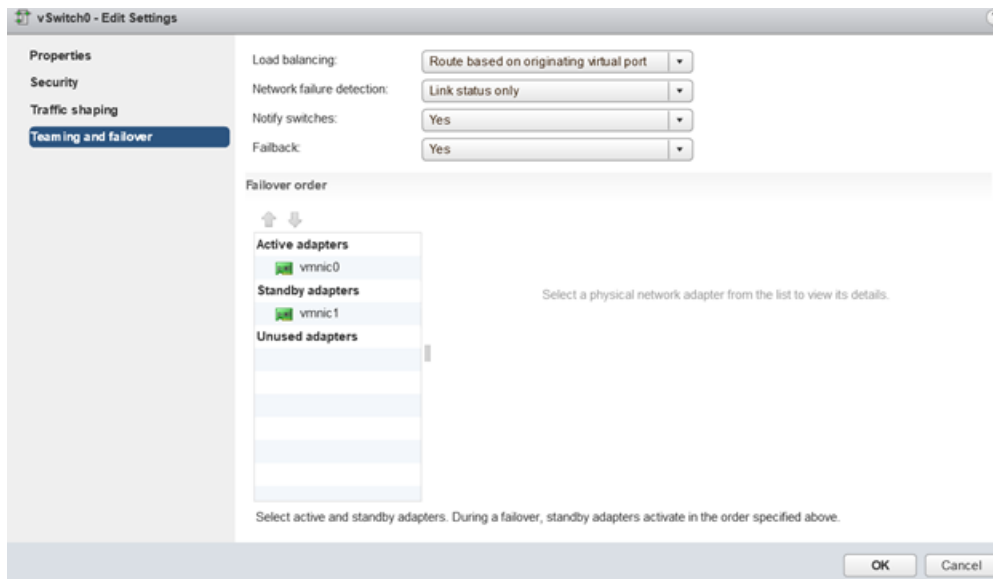 vSwitch0 - Edit Settings
Properties
Security
Traffic shaping
Teaming and failover
Load balancing: Route based on originating virtual port
Network failure detection: Link status only
Notify switches: Yes
Failback: Yes
Failover order
Active adapters
vmnic0
Standby adapters
vmnic1
Unused adapters
Select a physical network adapter from the list to view its details.
Select active and standby adapters. During a failover, standby adapters activate in the order specified above.
OK Cancel